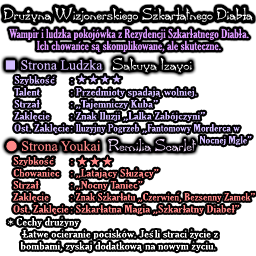 Drużyna Wizjonerskiego Szkarłatnego Diabła
Wampir i ludzka pokojówka z Rezydencji Szkarłatnego Diabła.
Ich chowańce są skomplikowane, ale skuteczne.
Strona Ludzka Sakuya Izayoi
Szybkość : ★★★★
Talent : Przedmioty spadają wolniej.
Strzał : „Tajemniczy Kuba”
Zaklęcie : Znak Iluzji „Lalka Zabójczyni”
Ost. Zaklęcie : Iluzyjny Pogrzeb „Fantomowy Morderca w
Nocnej Mgle”
Strona Youkai Remilia Scarlet
Szybkość : ★★★
Chowaniec : „Latający Służący”
Strzał : „Nocny Taniec”
Zaklęcie : Znak Szkarłatu „Czerwień, Bezsenny Zamek”
Ost. Zaklęcie : Szkarłatna Magia „Szkarłatny Diabeł”
* Cechy drużyny
Łatwe ocieranie pocisków. Jeśli straci życie z
bombami, zyskaj dodatkową na nowym życiu.